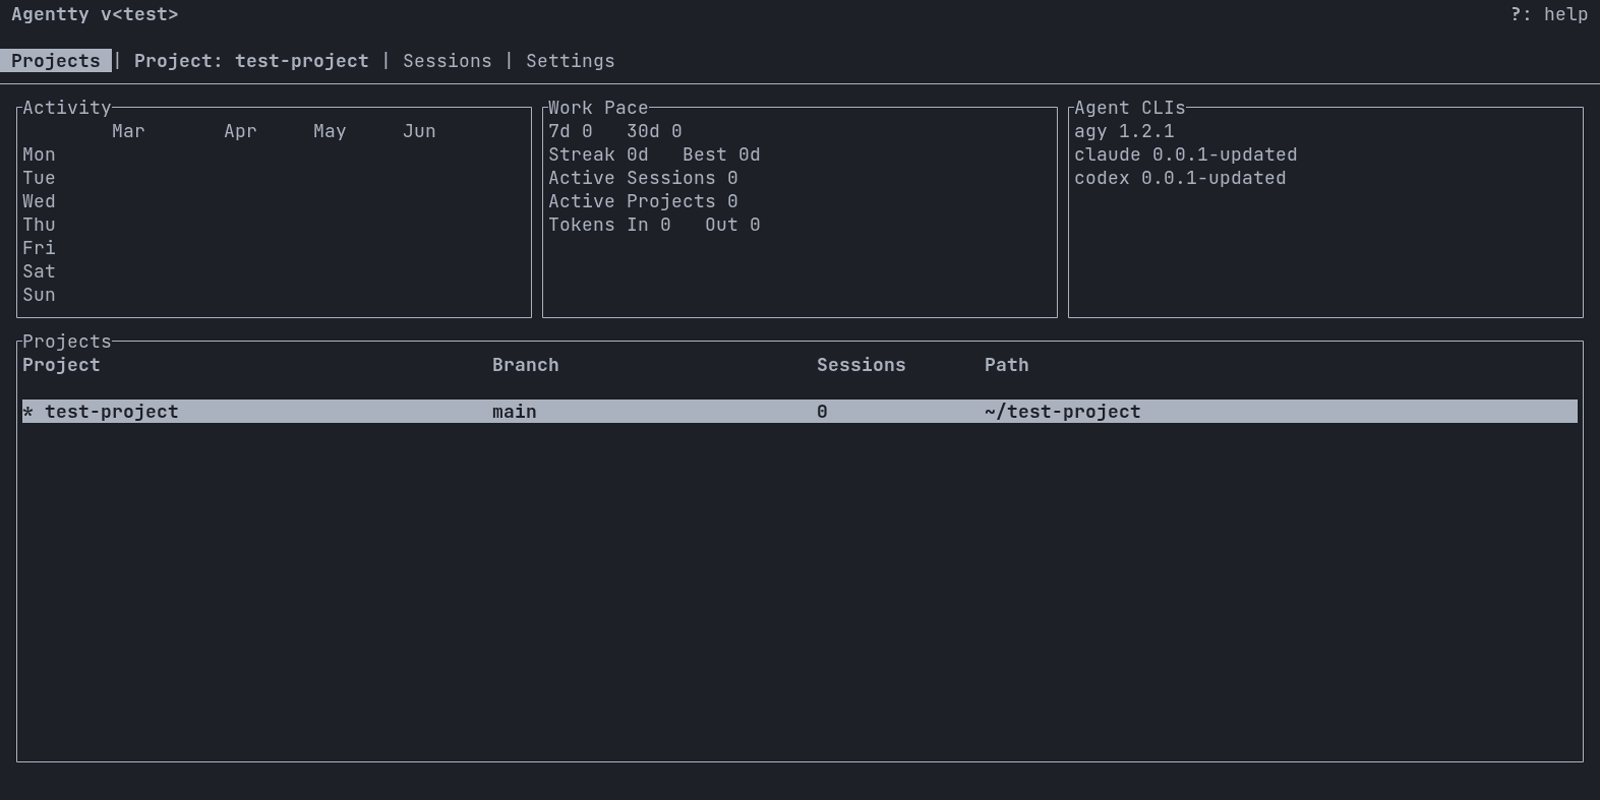 Agentty v<test> ?: help
Projects | Project: test-project | Sessions | Settings
Activity
Mar Apr May Jun
Mon
Tue
Wed
Thu
Fri
Sat
Sun
Work Pace
7d 0 30d 0
Streak 0d Best 0d
Active Sessions 0
Active Projects 0
Tokens In 0 Out 0
Agent CLIs
agy 1.2.1
claude 0.0.1-updated
codex 0.0.1-updated
Projects
Project Branch Sessions Path
* test-project main 0 ~/test-project